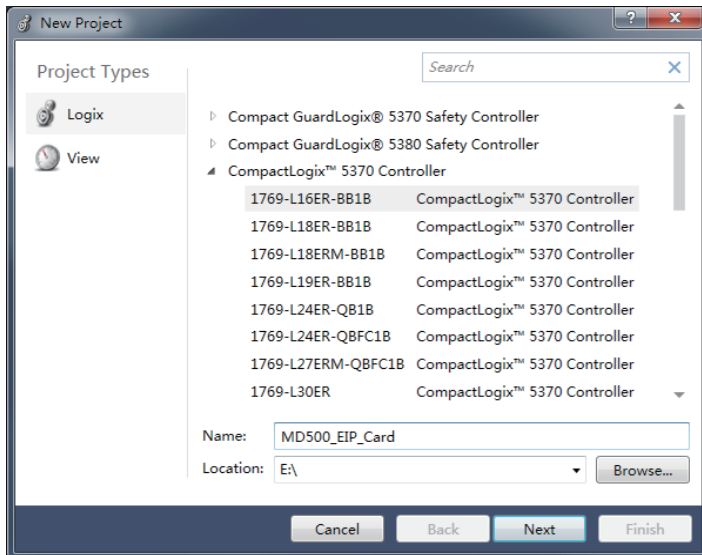 New Project
?
x
Project Types
Search
Logix
View
Compact GuardLogix® 5370 Safety Controller
Compact GuardLogix® 5380 Safety Controller
CompactLogix™ 5370 Controller
1769-L16ER-BB1B CompactLogix™ 5370 Controller
1769-L18ER-BB1B CompactLogix™ 5370 Controller
1769-L18ERM-BB1B CompactLogix™ 5370 Controller
1769-L19ER-BB1B CompactLogix™ 5370 Controller
1769-L24ER-QB1B CompactLogix™ 5370 Controller
1769-L24ER-QBFC1B CompactLogix™ 5370 Controller
1769-L27ERM-QBFC1B CompactLogix™ 5370 Controller
1769-L30ER CompactLogix™ 5370 Controller
Name: MD500_EIP_Card
Location: E:\ Browse...
Cancel Back Next Finish